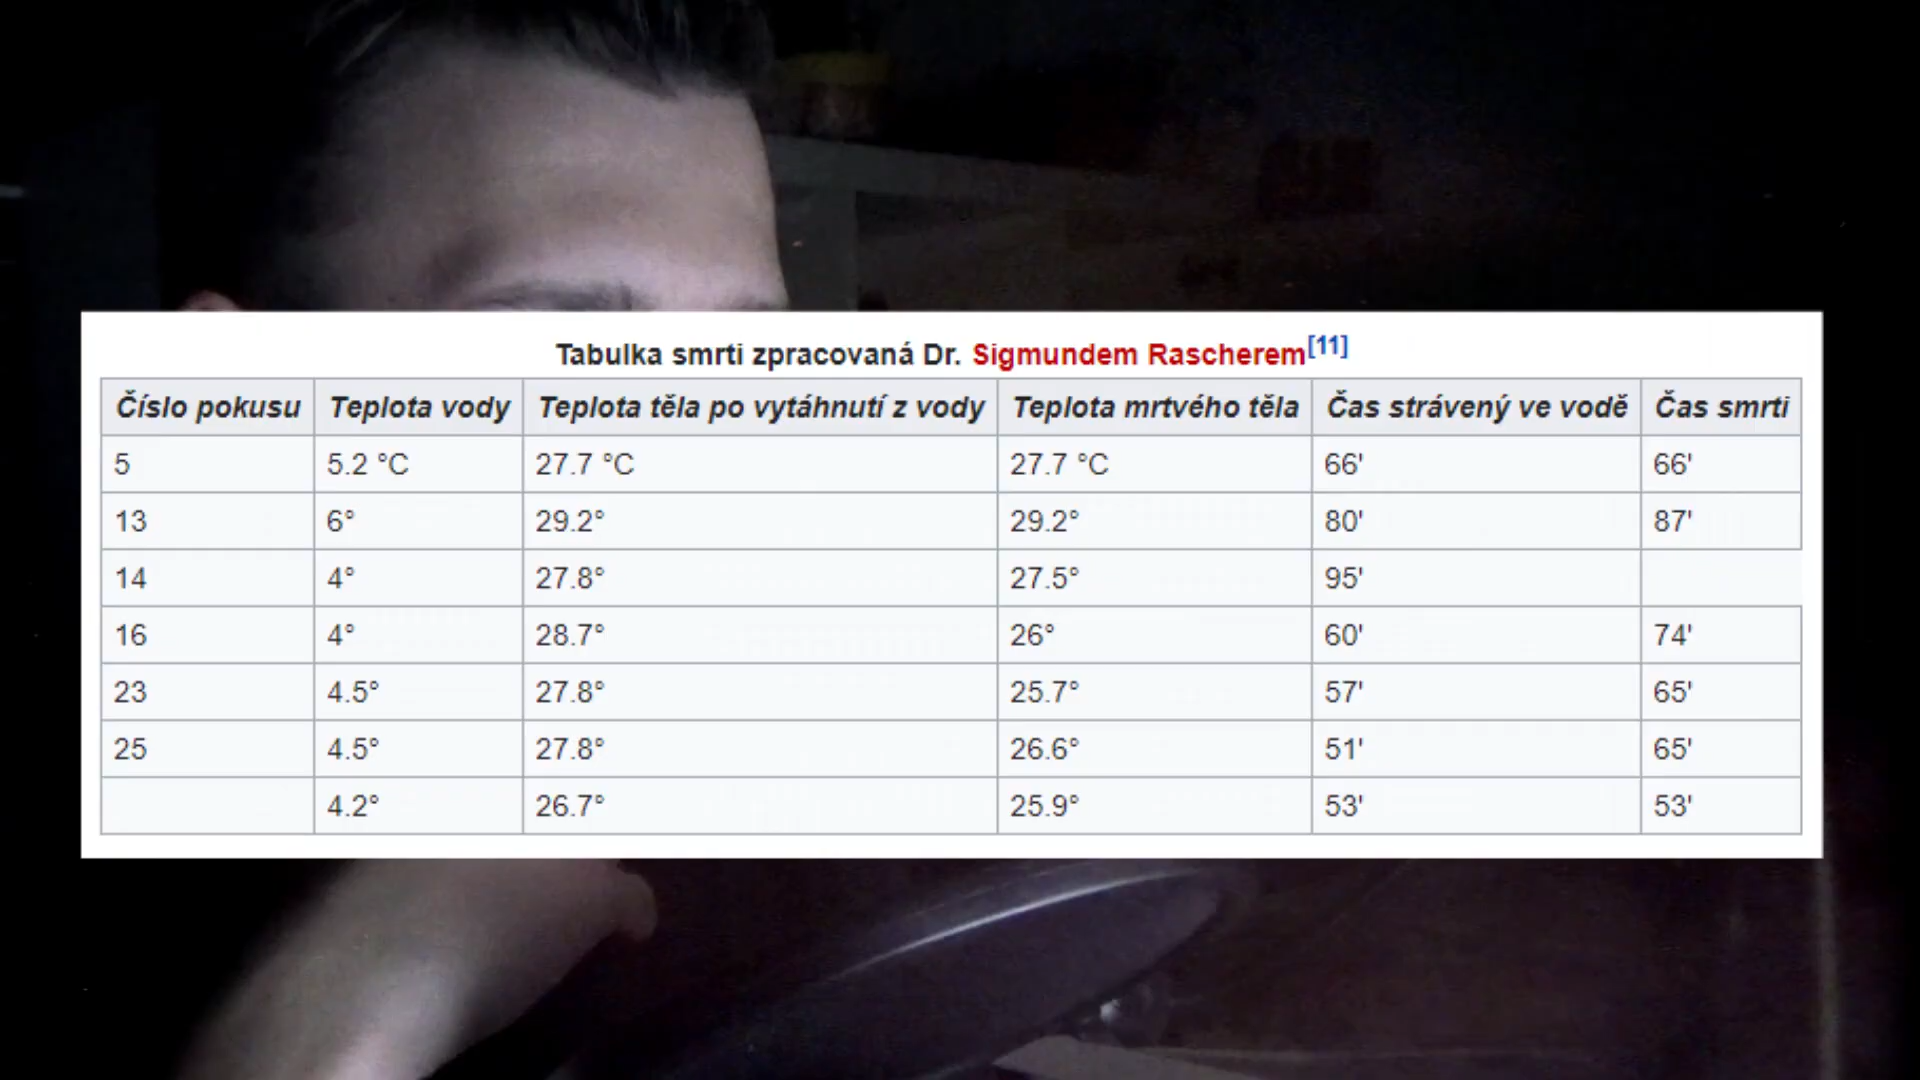 Tabulka smrti zpracovaná Dr. Sigmundem Rascherem[11]
Číslo pokusu Teplota vody Teplota těla po vytáhnutí z vody Teplota mrtvého těla Čas strávený ve vodě Čas smrti
5 5.2 °C 27.7 °C 27.7 °C 66' 66'
13 6° 29.2° 29.2° 80' 87'
14 4° 27.8° 27.5° 95'
16 4° 28.7° 26° 60' 74'
23 4.5° 27.8° 25.7° 57' 65'
25 4.5° 27.8° 26.6° 51' 65'
4.2° 26.7° 25.9° 53' 53'